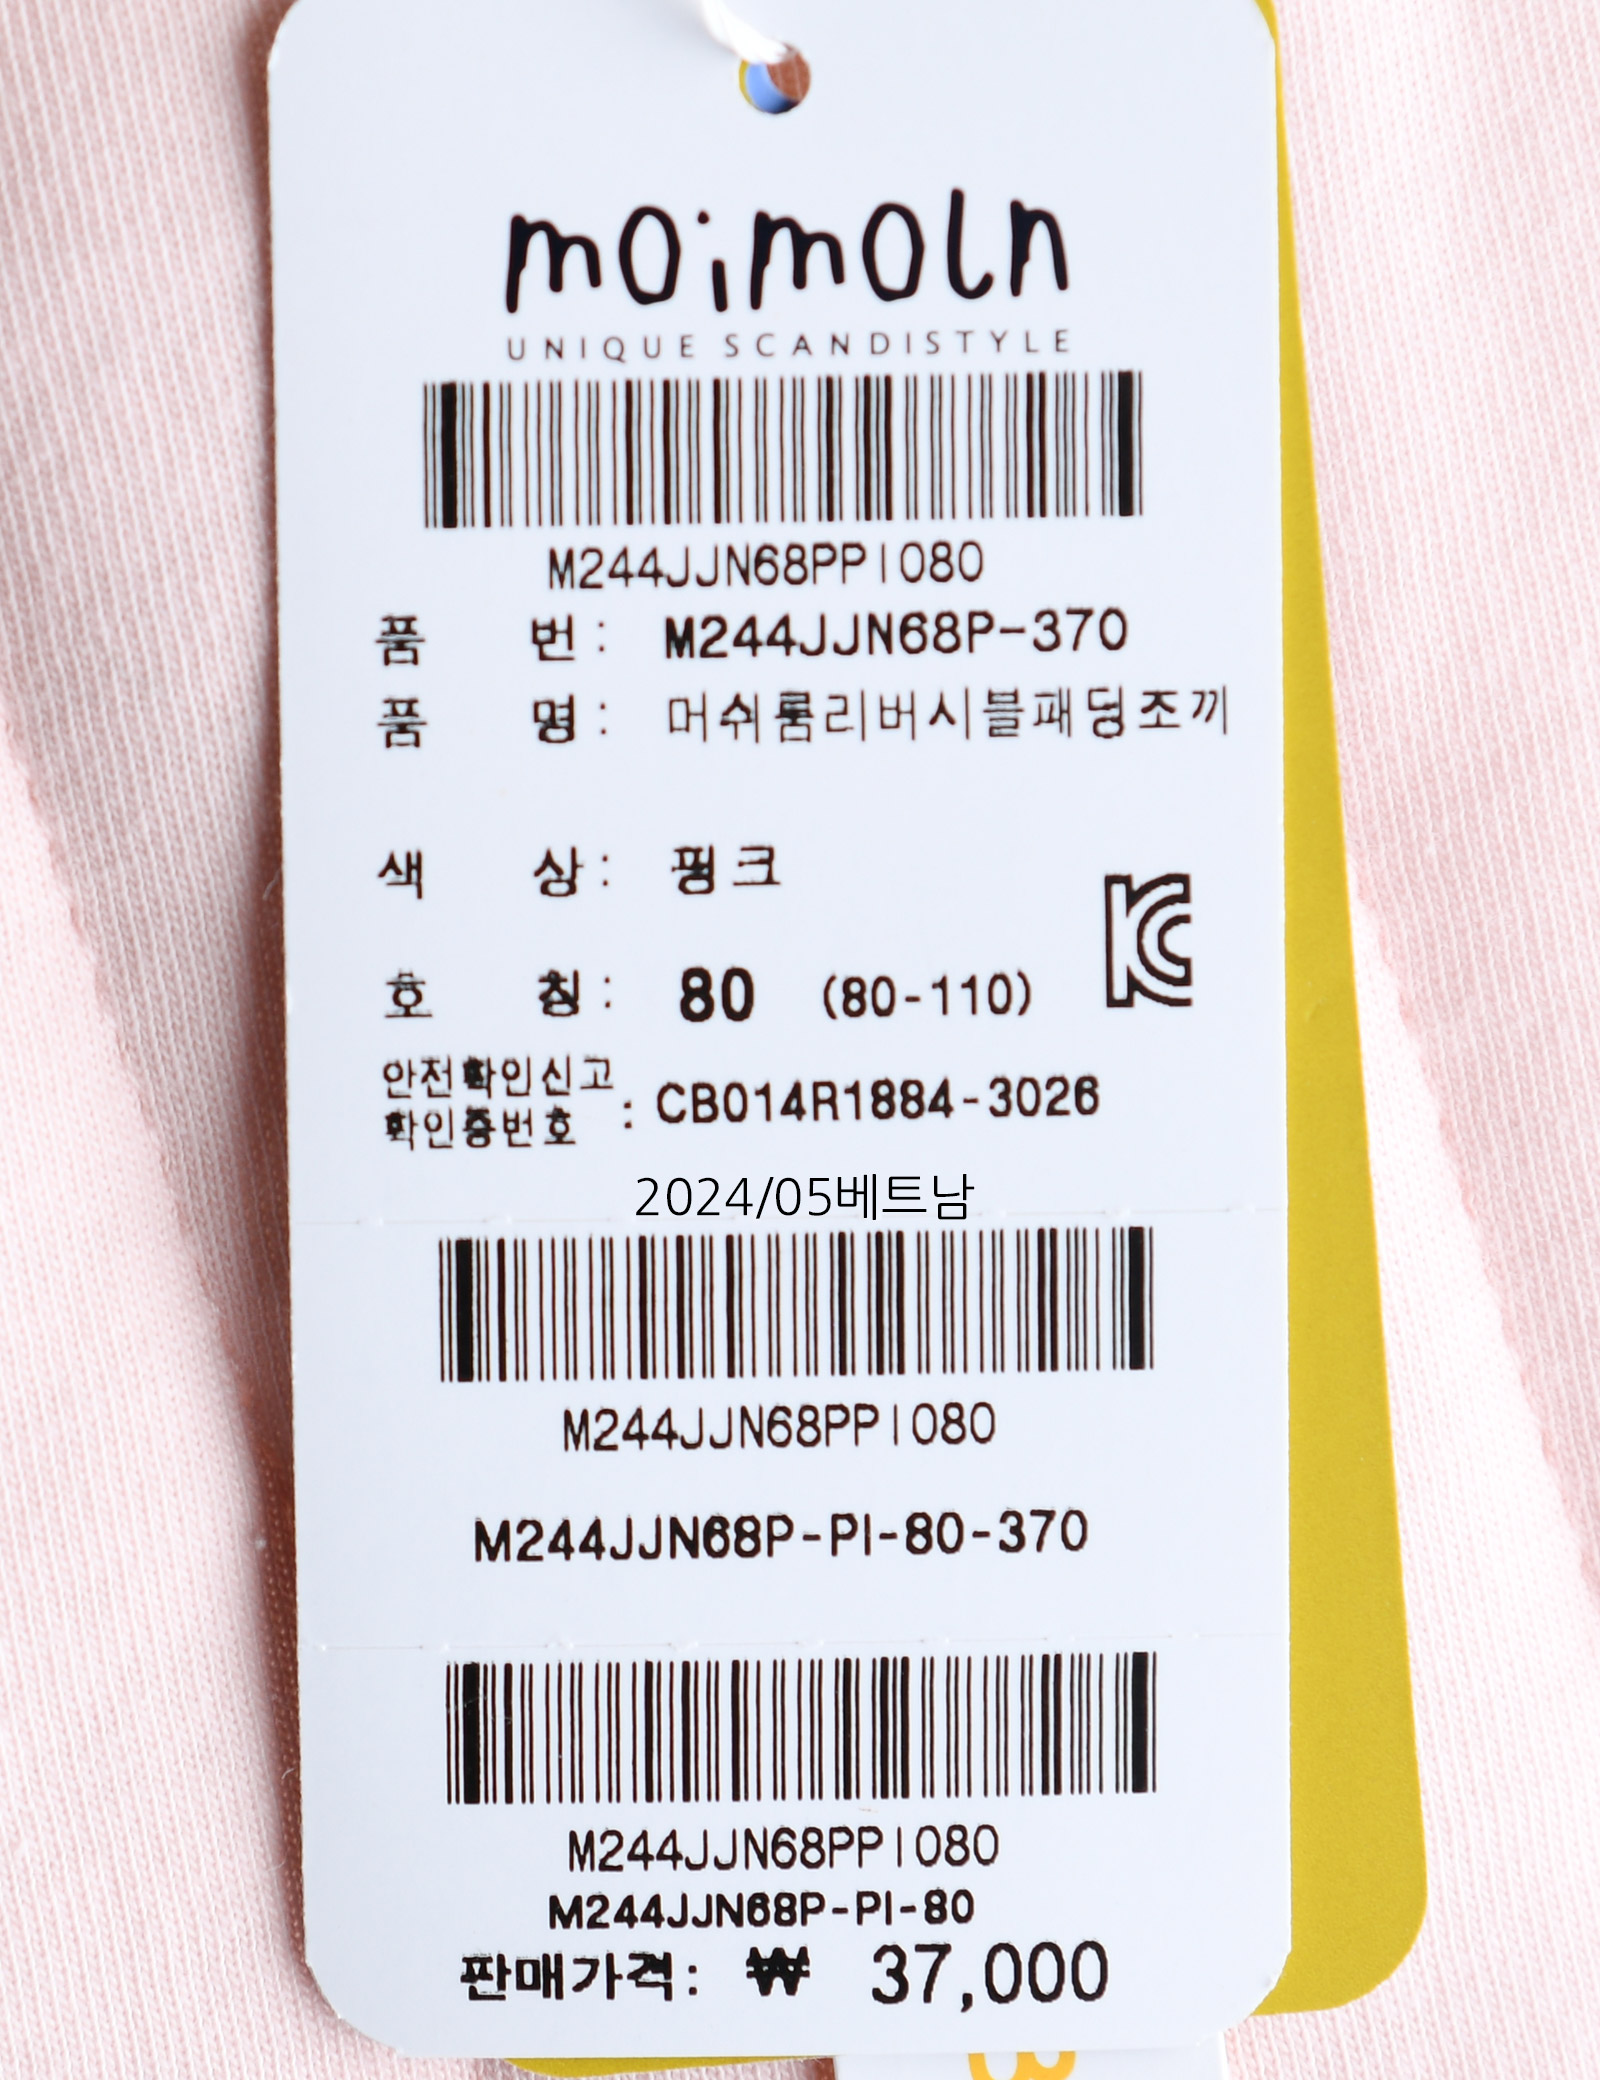 moimoln
UNIQUE SCANDISTYLE
M244JJN68PPI080
품 번 : M244JJN68P-370
품 명 : 머쉬룸리버시블패딩조끼
색 상 : 핑크
호 칭 : 80 (80-110)
안전확인신고
확인증번호 : CB014R1884-3026
2024/05베트남
M244JJN68PPI080
M244JJN68P-PI-80-370
M244JJN68PPI080
M244JJN68P-PI-80
판매가격: ₩ 37,000